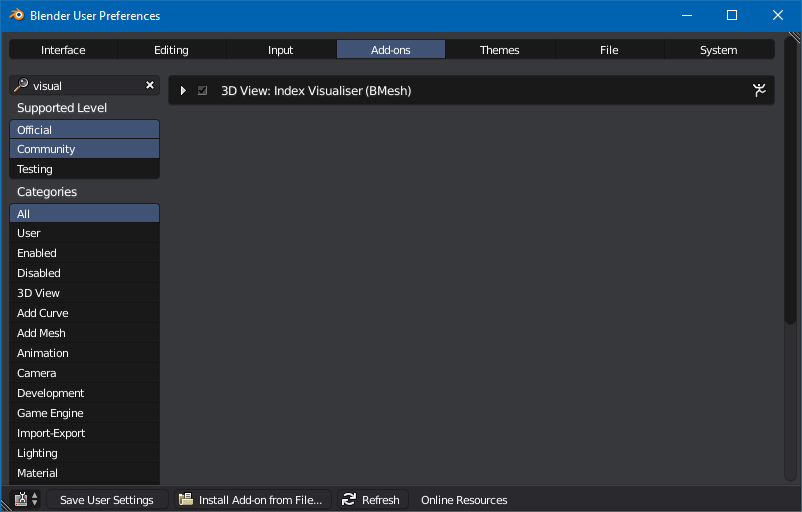 Blender User Preferences
Interface Editing Input Add-ons Themes File System
visual
3D View: Index Visualiser (BMesh)
Supported Level
Official
Community
Testing
Categories
All
User
Enabled
Disabled
3D View
Add Curve
Add Mesh
Animation
Camera
Development
Game Engine
Import-Export
Lighting
Material
Save User Settings Install Add-on from File... Refresh Online Resources